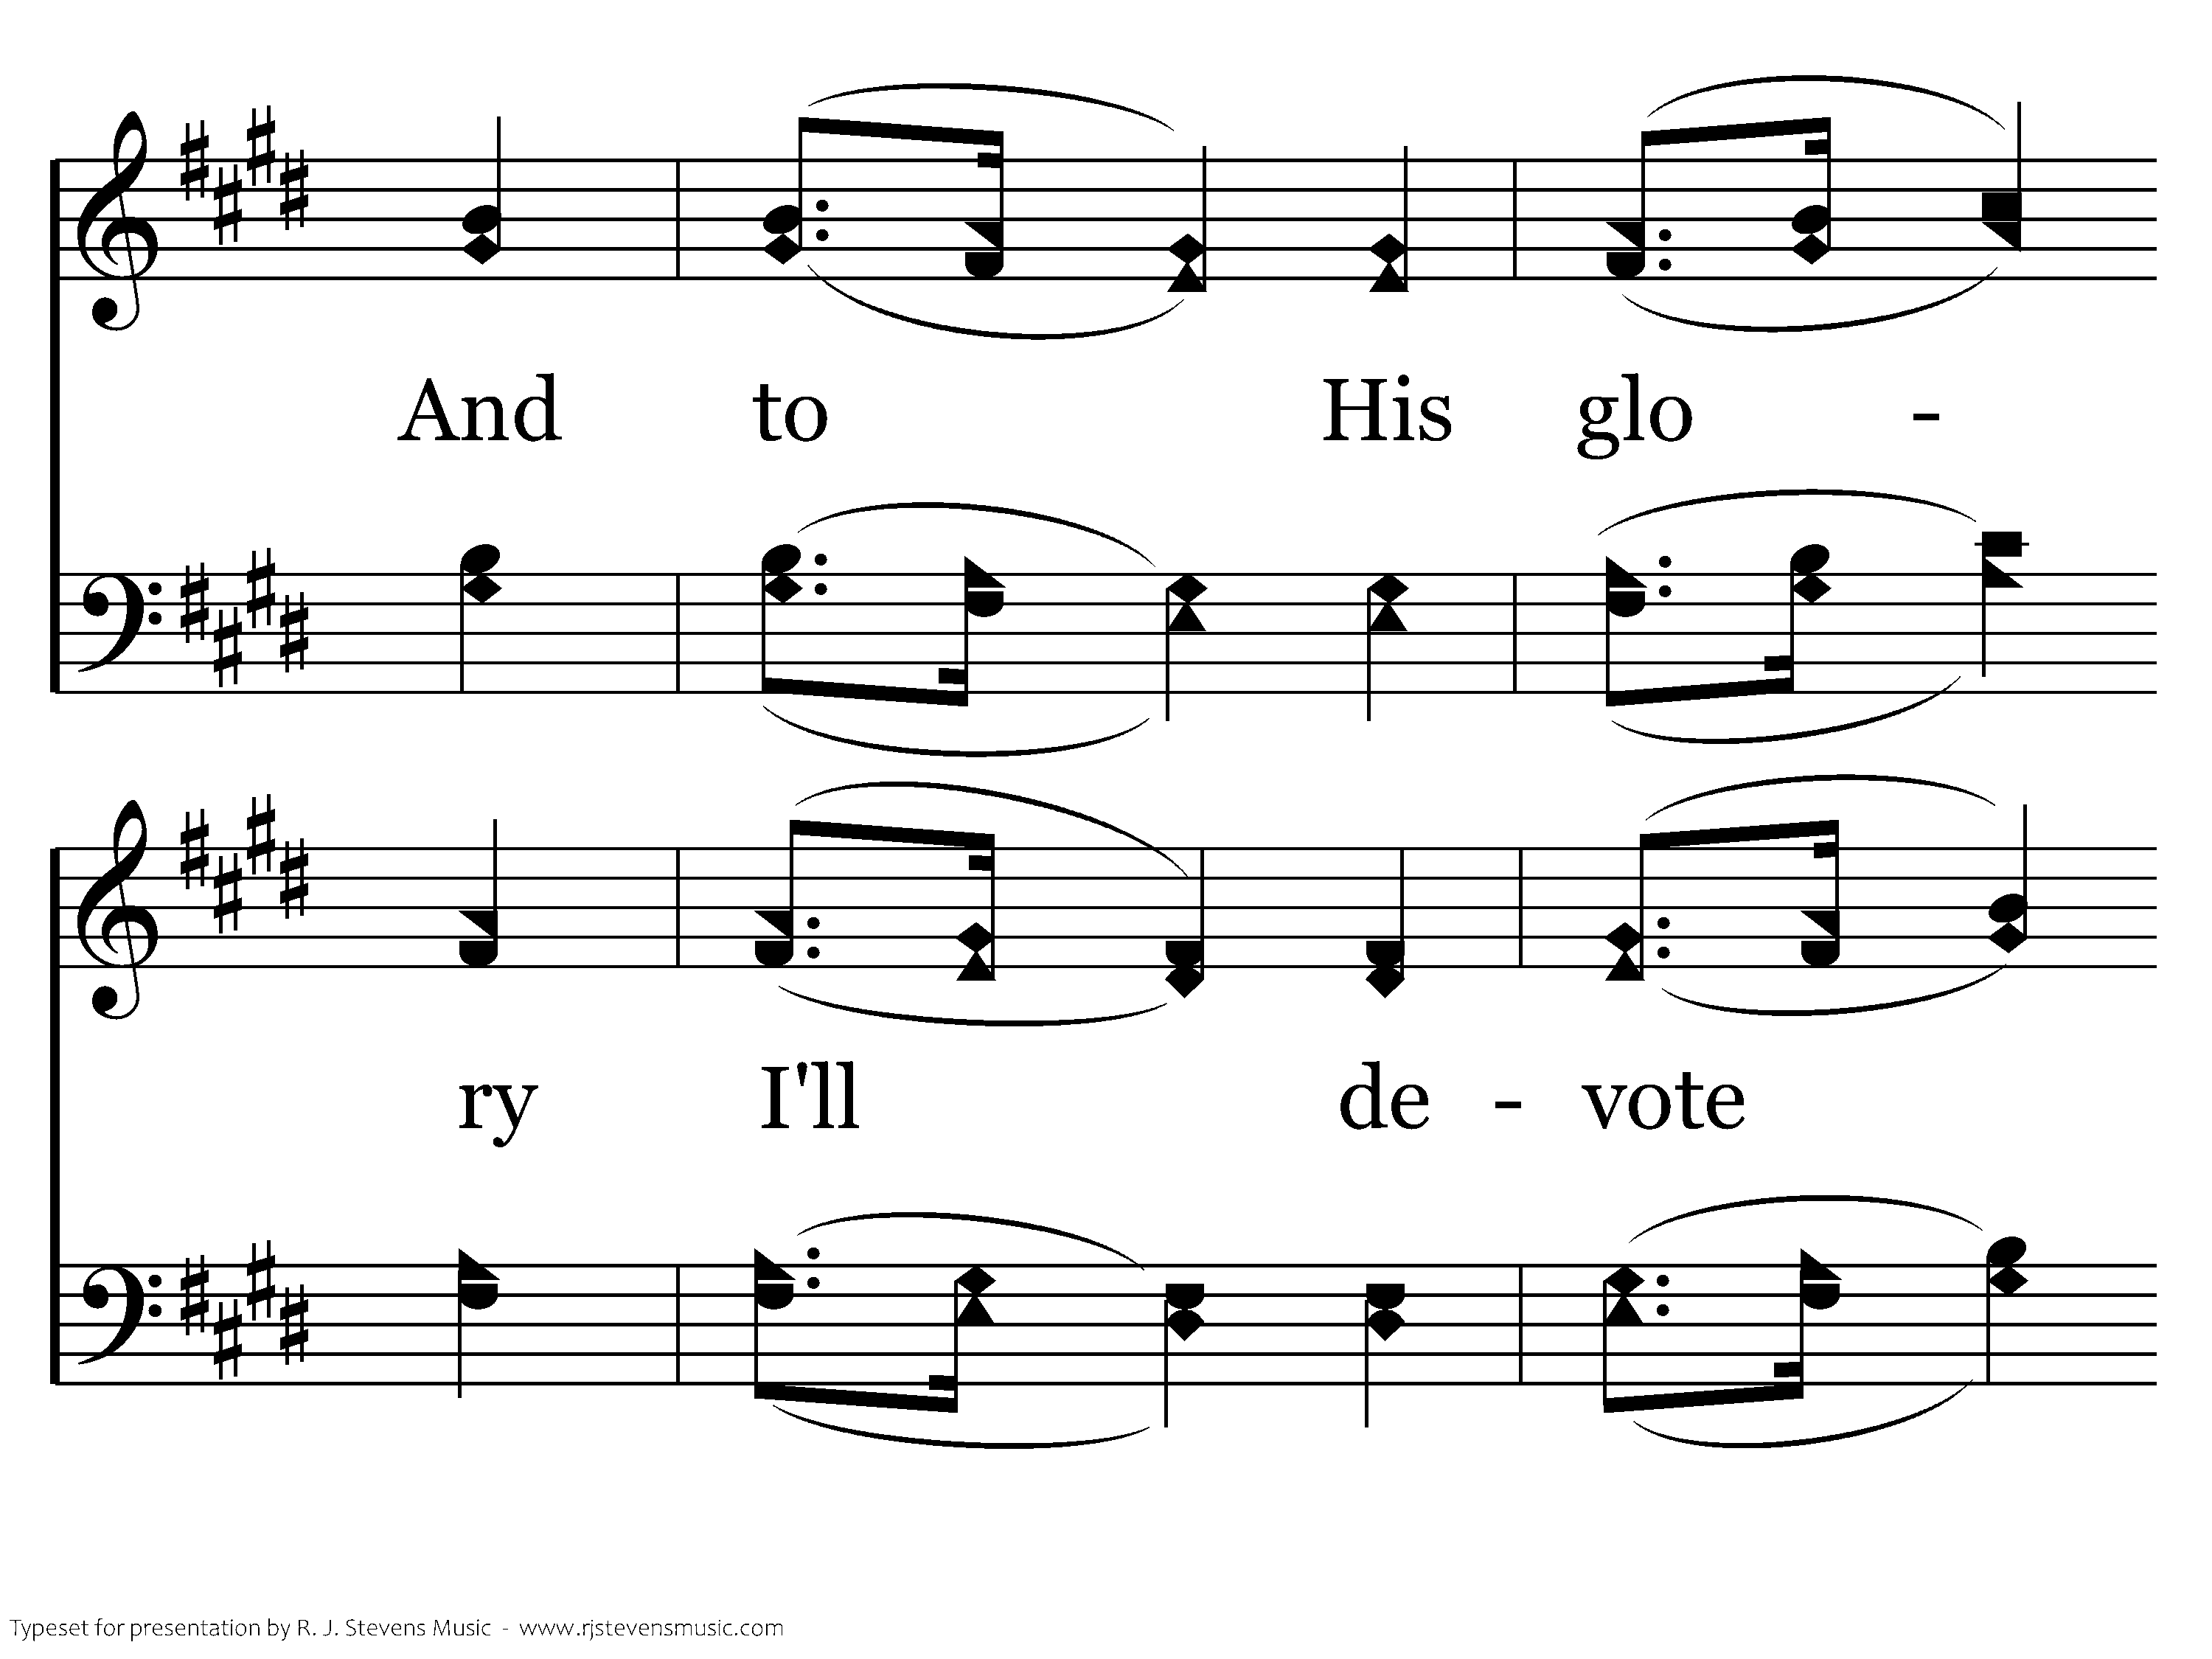 And to His glo -
ry I'll de - vote
Typeset for presentation by R. J. Stevens Music - www.rjstevensmusic.com